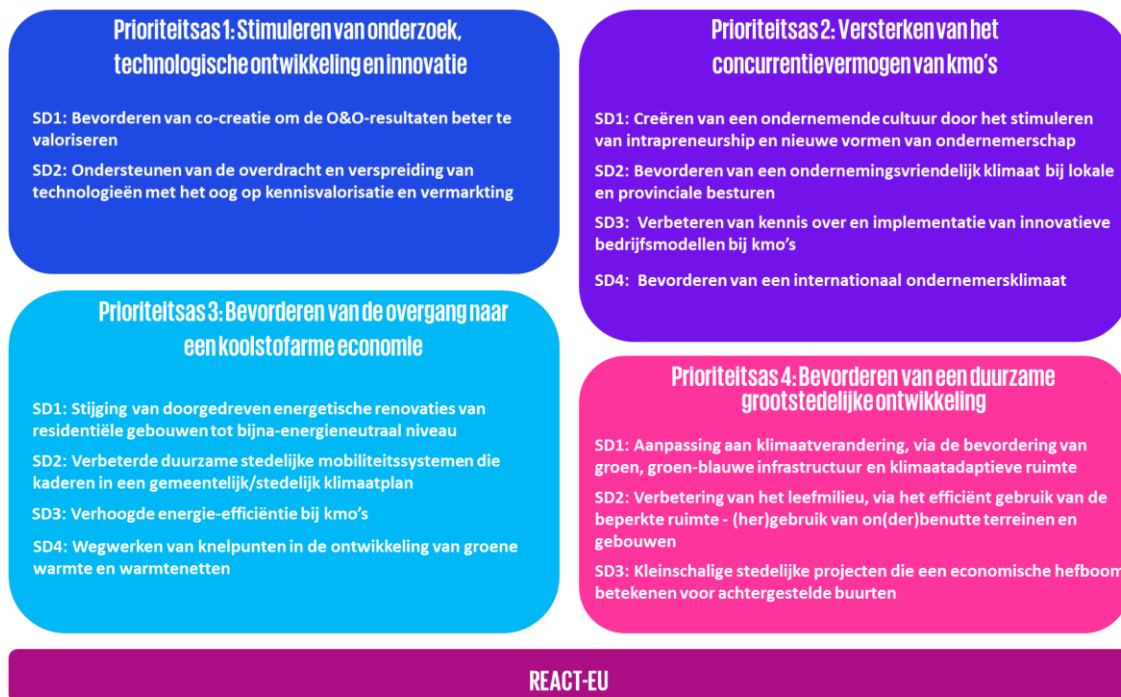 Prioriteitsas 1: Stimuleren van onderzoek,
technologische ontwikkeling en innovatie
SD1: Bevorderen van co-creatie om de O&O-resultaten beter te
valoriseren
SD2: Ondersteunen van de overdracht en verspreiding van
technologieën met het oog op kennisvalorisatie en vermarkting
Prioriteitsas 2: Versterken van het
concurrentievermogen van kmo's
SD1: Creëren van een ondernemende cultuur door het stimuleren
van intrapreneurship en nieuwe vormen van ondernemerschap
SD2: Bevorderen van een ondernemingsvriendelijk klimaat bij lokale
en provinciale besturen
SD3: Verbeteren van kennis over en implementatie van innovatieve
bedrijfsmodellen bij kmo's
SD4: Bevorderen van een internationaal ondernemersklimaat
Prioriteitsas 3: Bevorderen van de overgang naar
een koolstofarme economie
SD1: Stijging van doorgedreven energetische renovaties van
residentiële gebouwen tot bijna-energieneutraal niveau
SD2: Verbeterde duurzame stedelijke mobiliteitssystemen die
kaderen in een gemeentelijk/stedelijk klimaatplan
SD3: Verhoogde energie-efficiëntie bij kmo's
SD4: Wegwerken van knelpunten in de ontwikkeling van groene
warmte en warmtenetten
Prioriteitsas 4: Bevorderen van een duurzame
grootstedelijke ontwikkeling
SD1: Aanpassing aan klimaatverandering, via de bevordering van
groen, groen-blauwe infrastructuur en klimaatadaptieve ruimte
SD2: Verbetering van het leefmilieu, via het efficiënt gebruik van de
beperkte ruimte - (her)gebruik van on(der)benutte terreinen en
gebouwen
SD3: Kleinschalige stedelijke projecten die een economische hefboom
betekenen voor achtergestelde buurten
REACT-EU